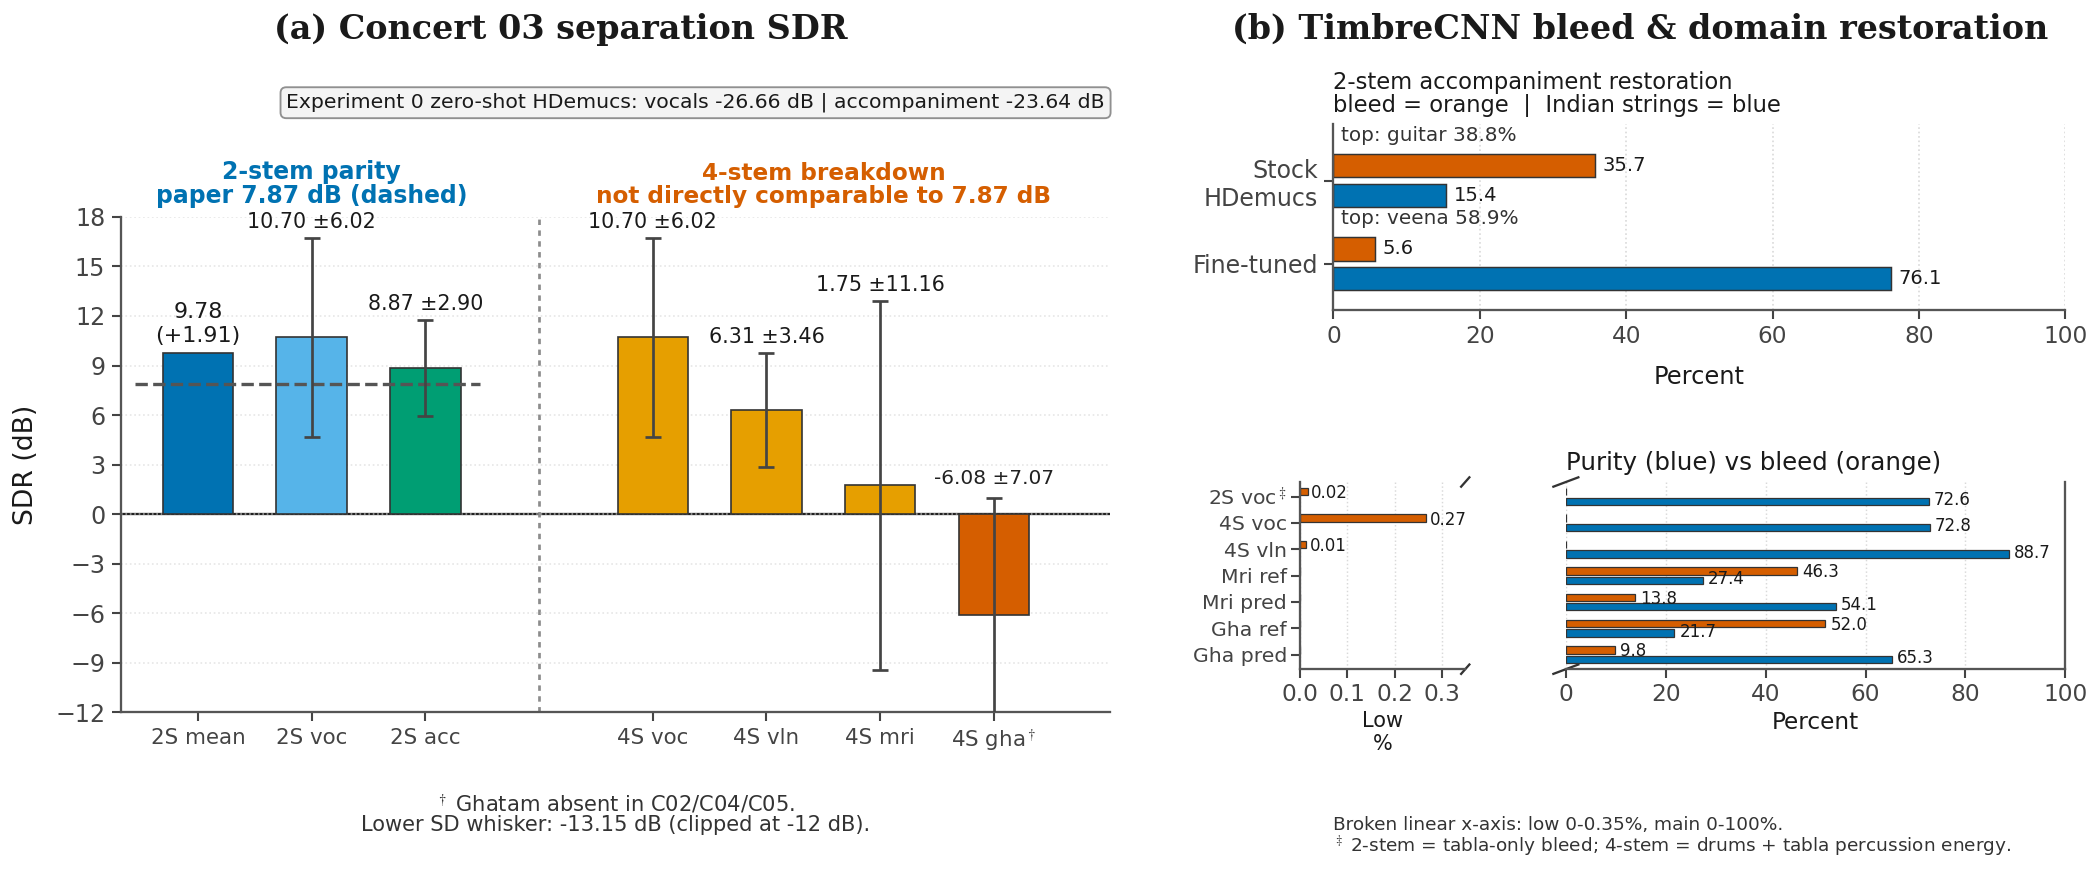 (a) Concert 03 separation SDR
Experiment 0 zero-shot HDemucs: vocals -26.66 dB | accompaniment -23.64 dB
2-stem parity
paper 7.87 dB (dashed)
4-stem breakdown
not directly comparable to 7.87 dB
SDR (dB)
18
15
12
9
6
3
0
−3
−6
−9
−12
9.78
(+1.91)
10.70 ±6.02
8.87 ±2.90
10.70 ±6.02
6.31 ±3.46
1.75 ±11.16
-6.08 ±7.07
2S mean
2S voc
2S acc
4S voc
4S vln
4S mri
4S gha†
† Ghatam absent in C02/C04/C05.
Lower SD whisker: -13.15 dB (clipped at -12 dB).
(b) TimbreCNN bleed & domain restoration
2-stem accompaniment restoration
bleed = orange | Indian strings = blue
top: guitar 38.8%
Stock
HDemucs
35.7
15.4
top: veena 58.9%
Fine-tuned
5.6
76.1
0 20 40 60 80 100
Percent
Purity (blue) vs bleed (orange)
2S voc‡ 0.02 72.6
4S voc 0.27 72.8
4S vln 0.01 88.7
Mri ref 46.3 27.4
Mri pred 13.8 54.1
Gha ref 52.0 21.7
Gha pred 9.8 65.3
0.0 0.1 0.2 0.3
Low
%
0 20 40 60 80 100
Percent
Broken linear x-axis: low 0-0.35%, main 0-100%.
‡ 2-stem = tabla-only bleed; 4-stem = drums + tabla percussion energy.